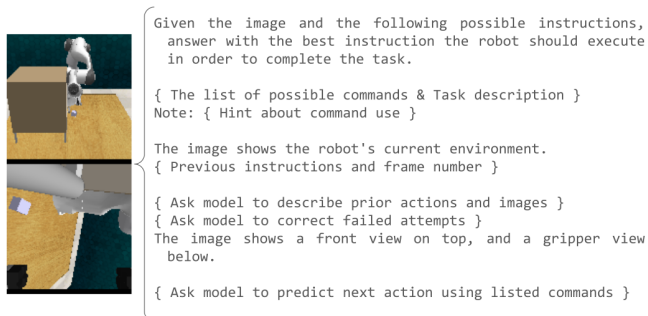 Given the image and the following possible instructions,
answer with the best instruction the robot should execute
in order to complete the task.
{ The list of possible commands & Task description }
Note: { Hint about command use }
The image shows the robot's current environment.
{ Previous instructions and frame number }
{ Ask model to describe prior actions and images }
{ Ask model to correct failed attempts }
The image shows a front view on top, and a gripper view
below.
{ Ask model to predict next action using listed commands }